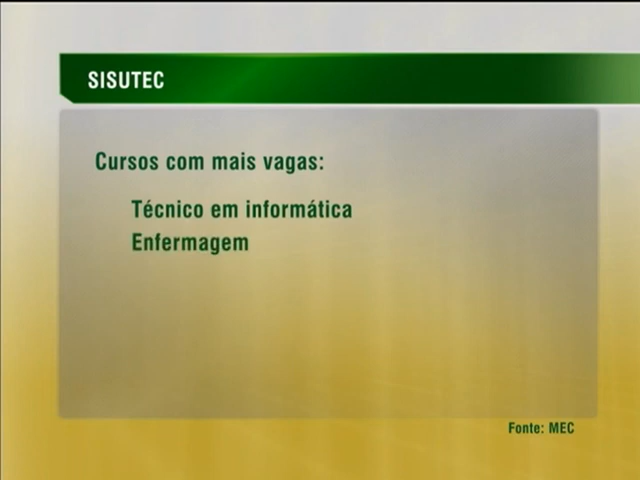 SISUTEC
Cursos com mais vagas:
Técnico em informática
Enfermagem
Fonte: MEC